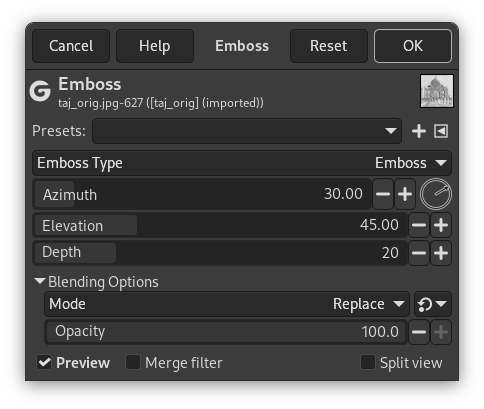 Cancel Help Emboss Reset OK
Emboss
taj_orig.jpg-627 ([taj_orig] (imported))
Presets:
Emboss Type Emboss
Azimuth 30.00
Elevation 45.00
Depth 20
Blending Options
Mode Replace
Opacity 100.0
Preview Merge filter Split view